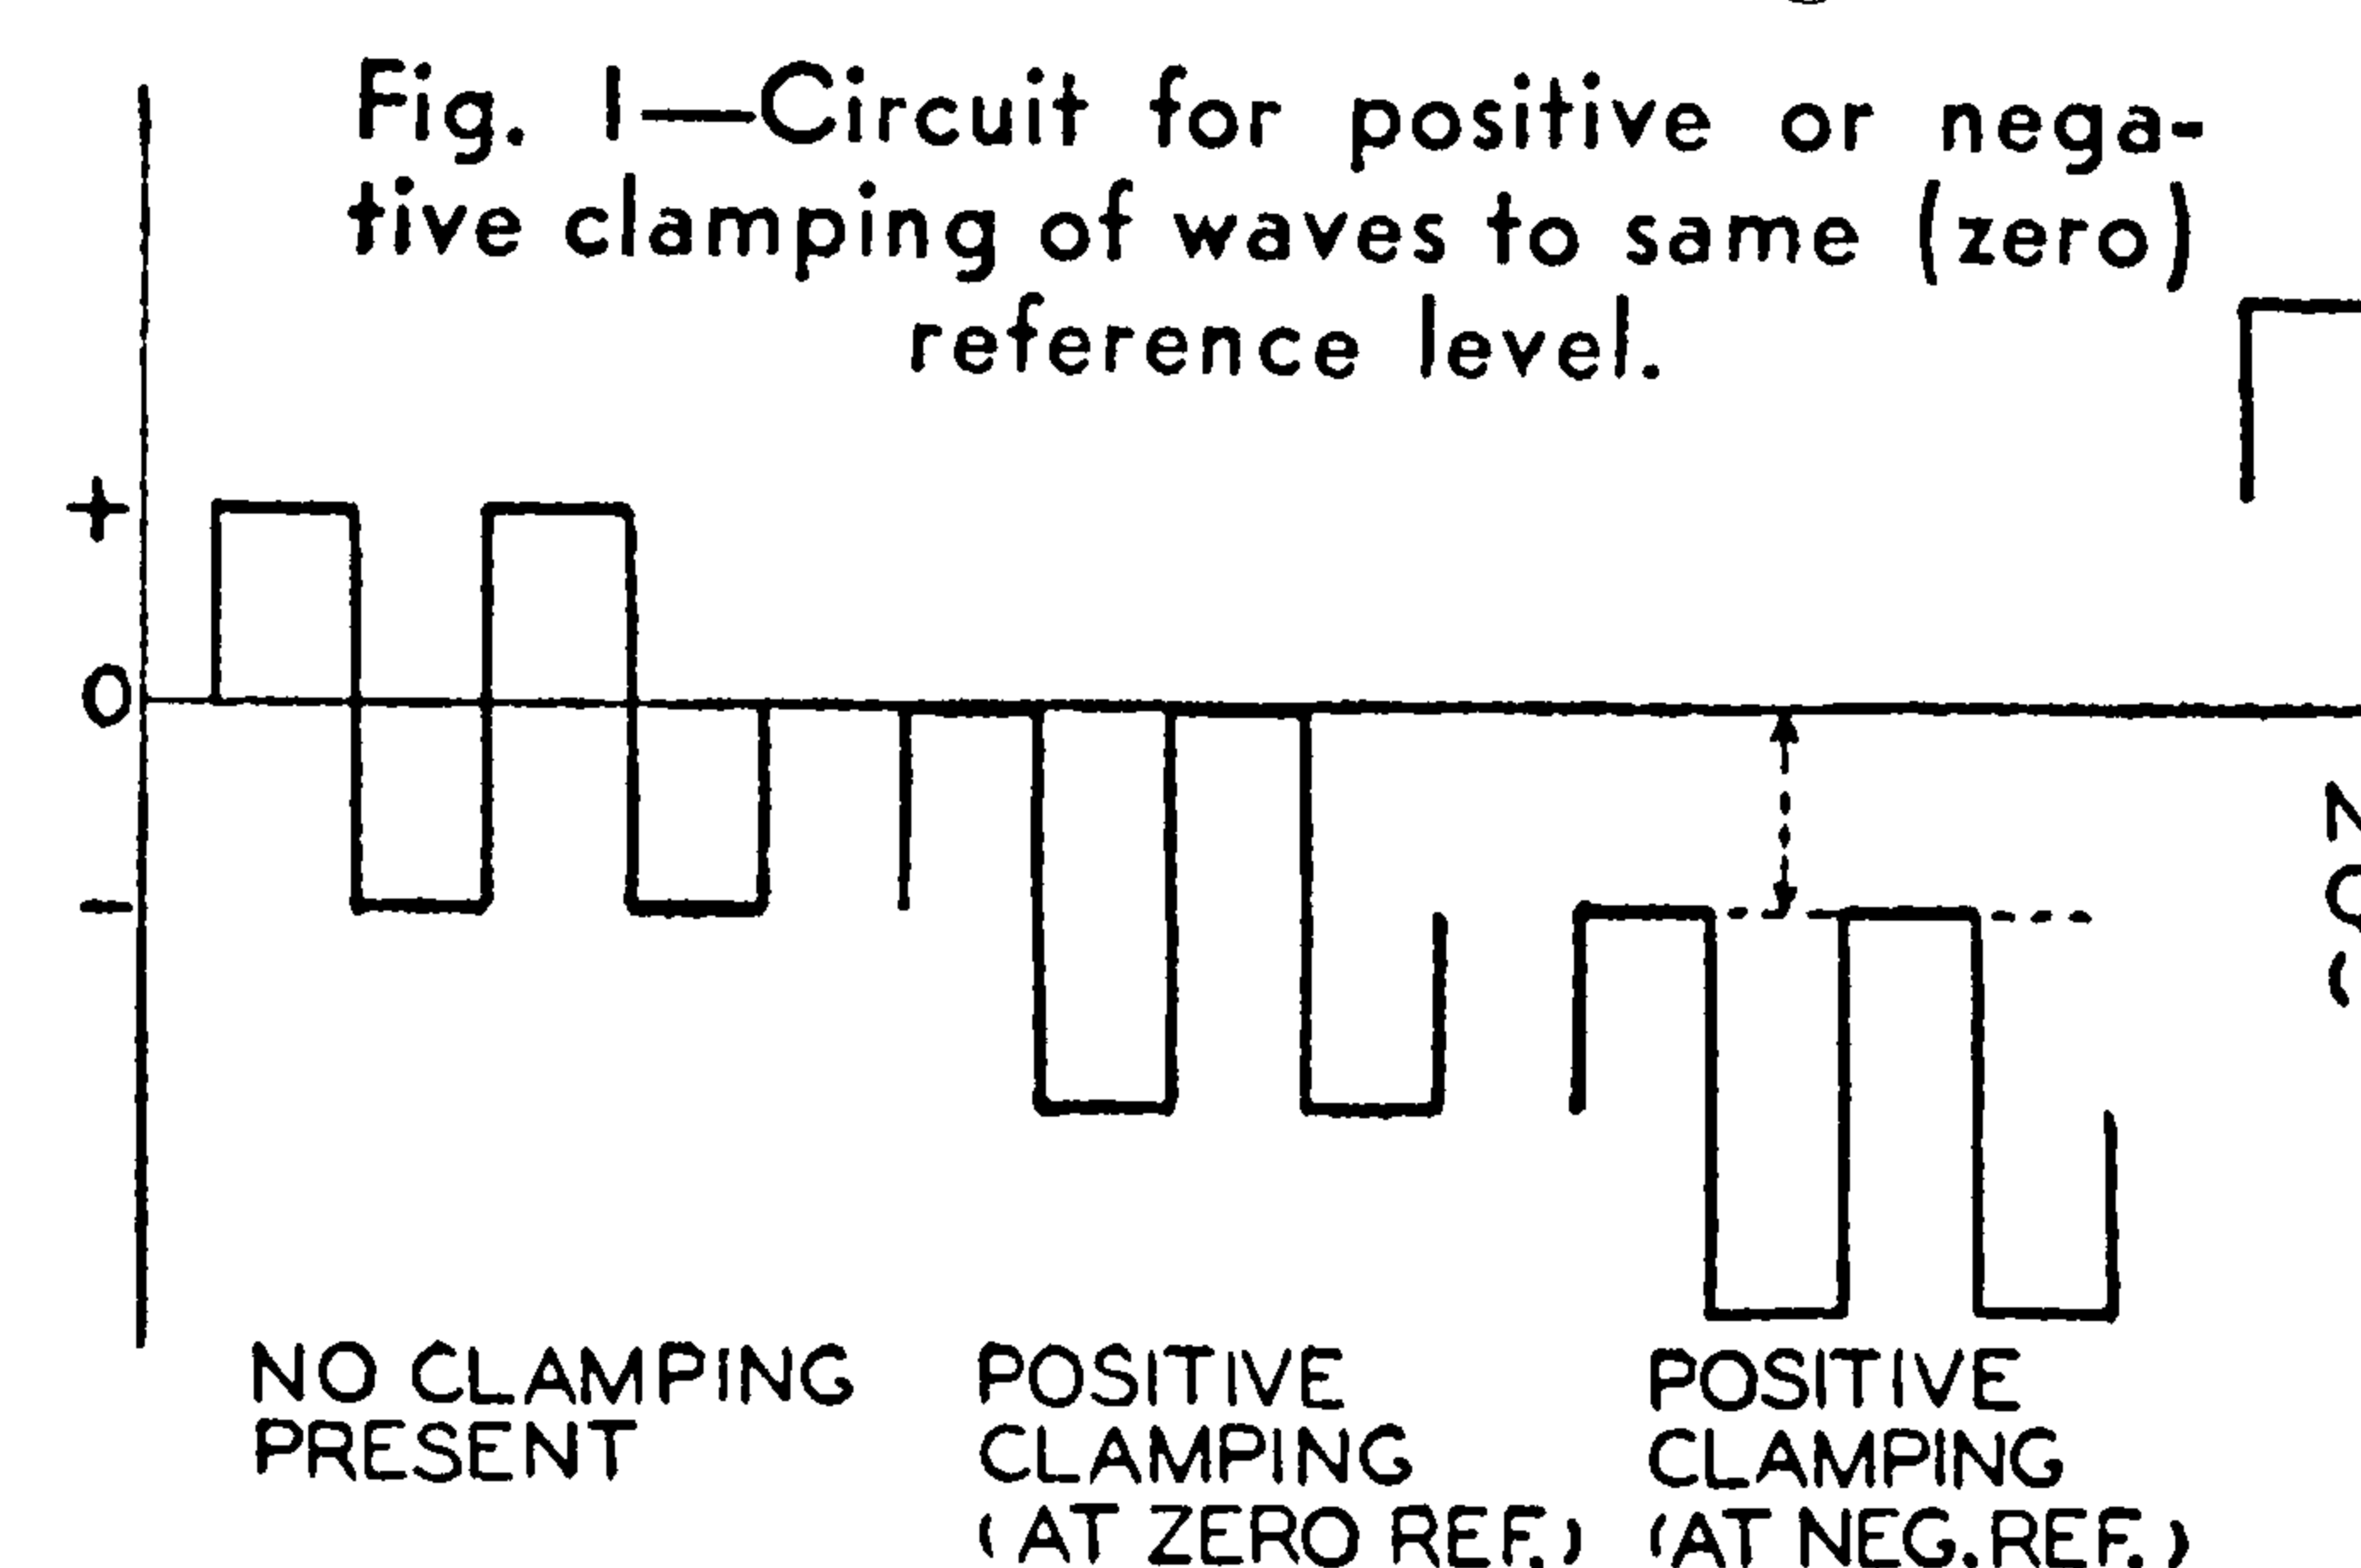 Fig. 1—Circuit for positive or nega-
tive clamping of waves to same (zero)
reference level.
+
0
-
NO CLAMPING
PRESENT
POSITIVE
CLAMPING
(AT ZERO REF.)
POSITIVE
CLAMPING
(AT NEG. REF.)